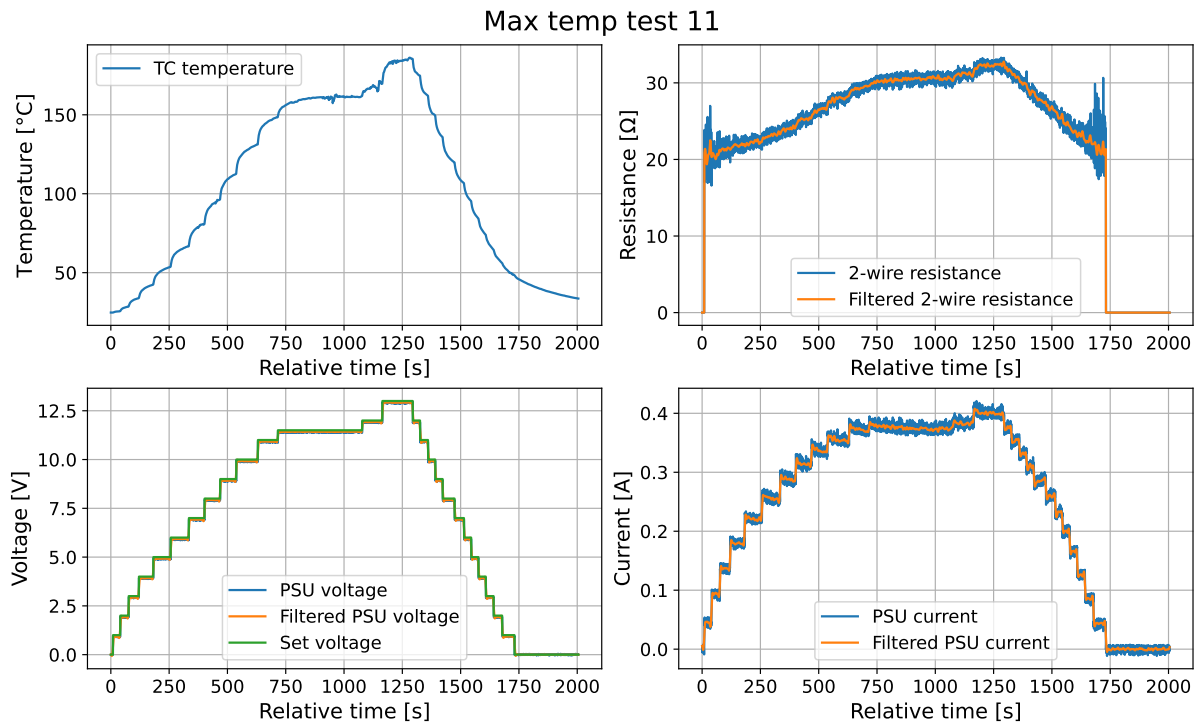 Max temp test 11
Temperature [°C]
150
100
50
TC temperature
0 250 500 750 1000 1250 1500 1750 2000
Relative time [s]
Resistance [Ω]
30
20
10
0
2-wire resistance
Filtered 2-wire resistance
0 250 500 750 1000 1250 1500 1750 2000
Relative time [s]
Voltage [V]
12.5
10.0
7.5
5.0
2.5
0.0
PSU voltage
Filtered PSU voltage
Set voltage
0 250 500 750 1000 1250 1500 1750 2000
Relative time [s]
Current [A]
0.4
0.3
0.2
0.1
0.0
PSU current
Filtered PSU current
0 250 500 750 1000 1250 1500 1750 2000
Relative time [s]